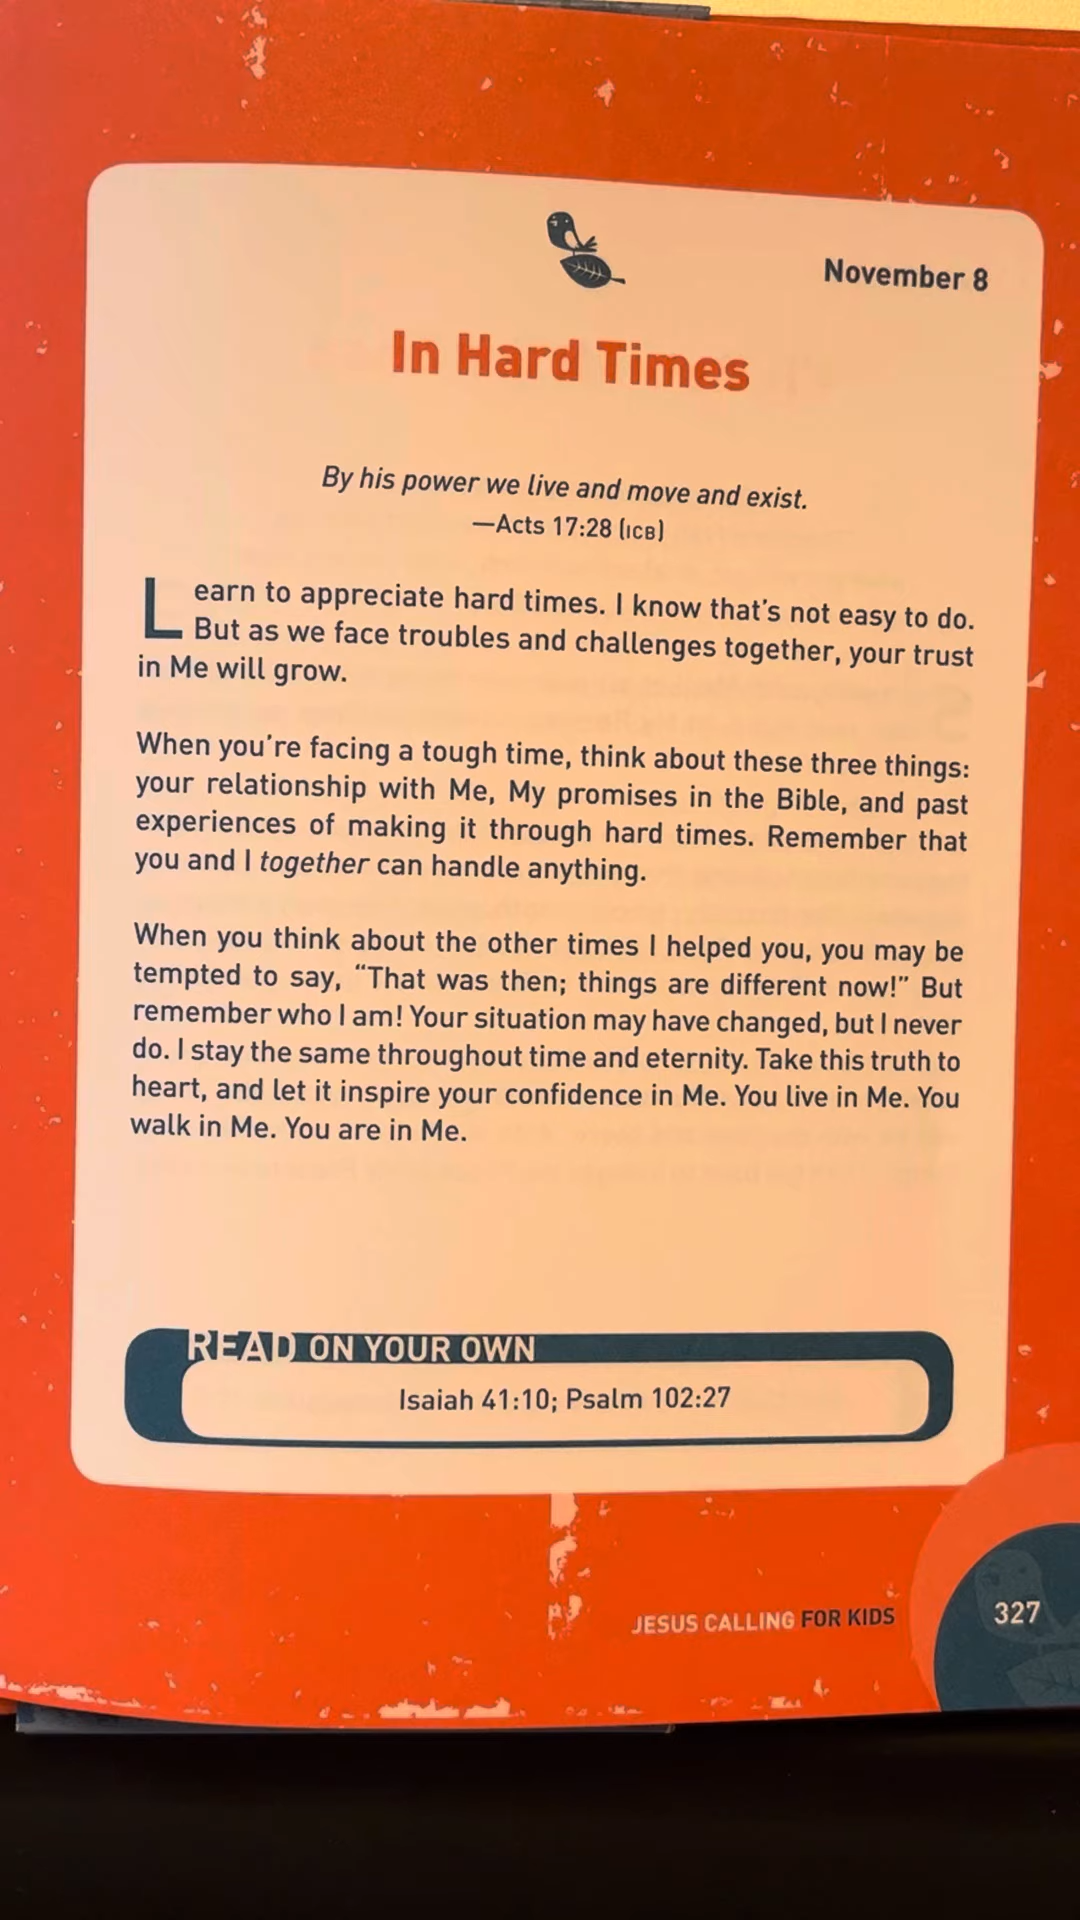 November 8
In Hard Times
By his power we live and move and exist.
—Acts 17:28 (ICB)
Learn to appreciate hard times. I know that's not easy to do.
But as we face troubles and challenges together, your trust
in Me will grow.
When you're facing a tough time, think about these three things:
your relationship with Me, My promises in the Bible, and past
experiences of making it through hard times. Remember that
you and I together can handle anything.
When you think about the other times I helped you, you may be
tempted to say, “That was then; things are different now!” But
remember who I am! Your situation may have changed, but I never
do. I stay the same throughout time and eternity. Take this truth to
heart, and let it inspire your confidence in Me. You live in Me. You
walk in Me. You are in Me.
READ ON YOUR OWN
Isaiah 41:10; Psalm 102:27
JESUS CALLING FOR KIDS
327